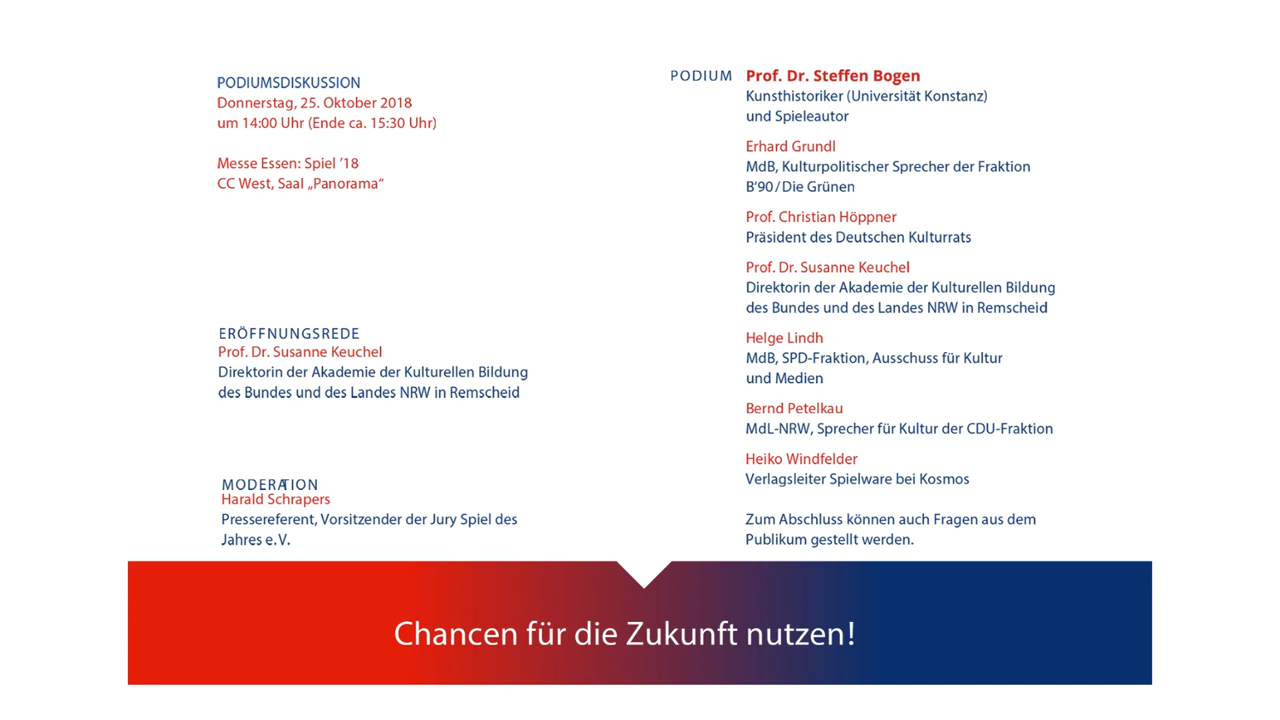 PODIUMSDISKUSSION
Donnerstag, 25. Oktober 2018
um 14:00 Uhr (Ende ca. 15:30 Uhr)
Messe Essen: Spiel ’18
CC West, Saal „Panorama“
ERÖFFNUNGSREDE
Prof. Dr. Susanne Keuchel
Direktorin der Akademie der Kulturellen Bildung
des Bundes und des Landes NRW in Remscheid
MODERATION
Harald Schrapers
Pressereferent, Vorsitzender der Jury Spiel des
Jahres e.V.
PODIUM Prof. Dr. Steffen Bogen
Kunsthistoriker (Universität Konstanz)
und Spieleautor
Erhard Grundl
MdB, Kulturpolitischer Sprecher der Fraktion
B’90/Die Grünen
Prof. Christian Höppner
Präsident des Deutschen Kulturrats
Prof. Dr. Susanne Keuchel
Direktorin der Akademie der Kulturellen Bildung
des Bundes und des Landes NRW in Remscheid
Helge Lindh
MdB, SPD-Fraktion, Ausschuss für Kultur
und Medien
Bernd Petelkau
MdL-NRW, Sprecher für Kultur der CDU-Fraktion
Heiko Windfelder
Verlagsleiter Spielware bei Kosmos
Zum Abschluss können auch Fragen aus dem
Publikum gestellt werden.
Chancen für die Zukunft nutzen!